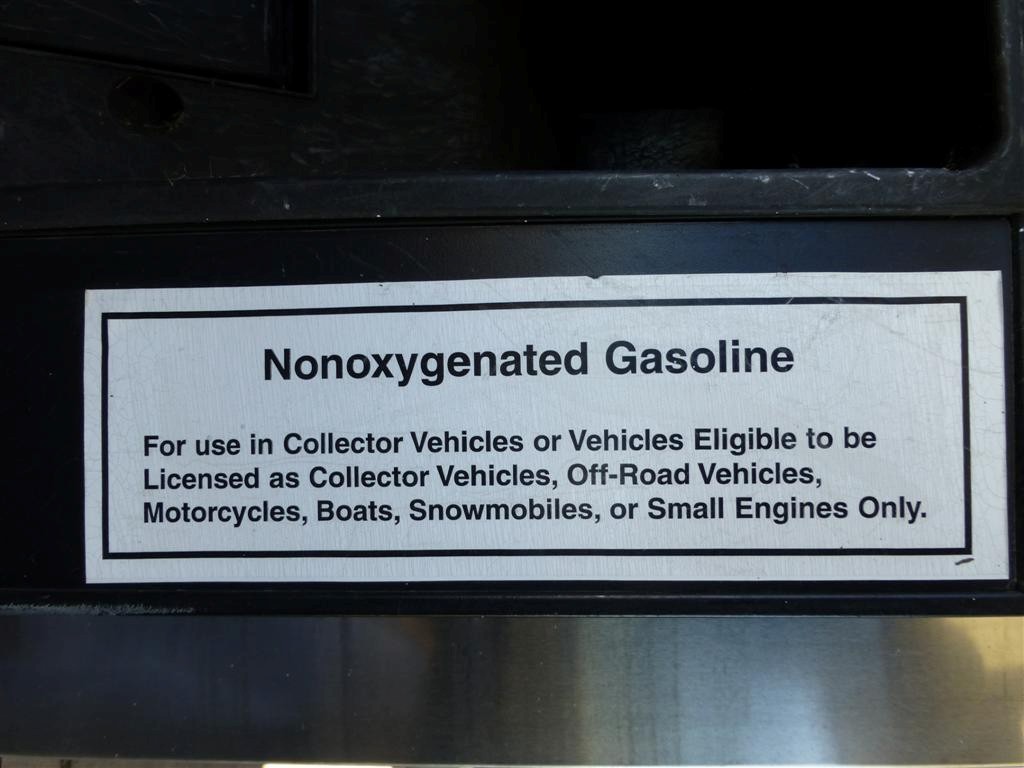 Nonoxygenated Gasoline
For use in Collector Vehicles or Vehicles Eligible to be
Licensed as Collector Vehicles, Off-Road Vehicles,
Motorcycles, Boats, Snowmobiles, or Small Engines Only.